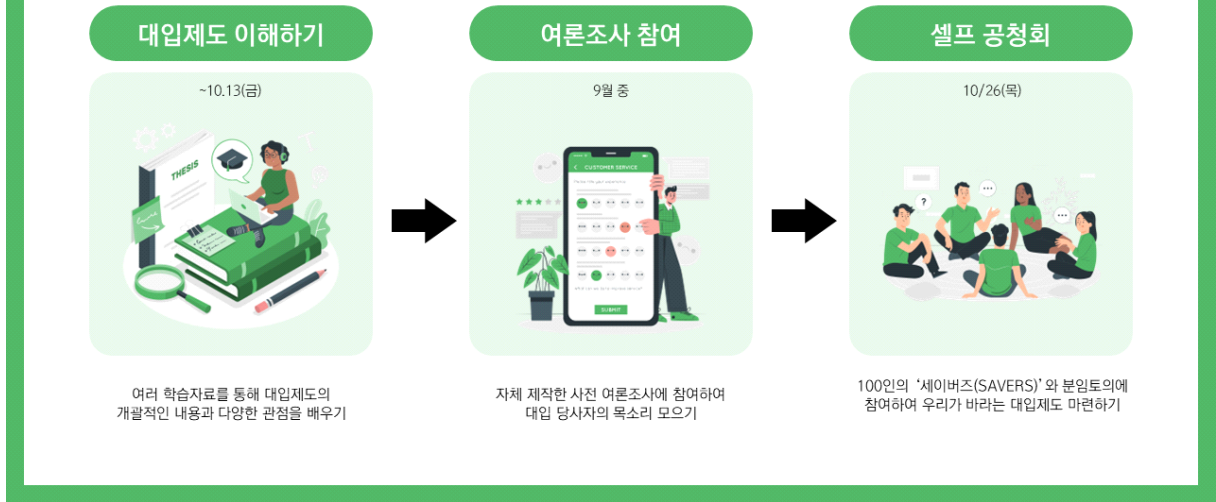 대입제도 이해하기
여론조사 참여
셀프 공청회
~10.13(금)
9월 중
10/26(목)
THESIS
CUSTOMER SERVICE
SUBMIT
여러 학습자료를 통해 대입제도의
개괄적인 내용과 다양한 관점을 배우기
자체 제작한 사전 여론조사에 참여하여
대입 당사자의 목소리 모으기
100인의 ‘세이버즈(SAVERS)’와 분임토의에
참여하여 우리가 바라는 대입제도 마련하기